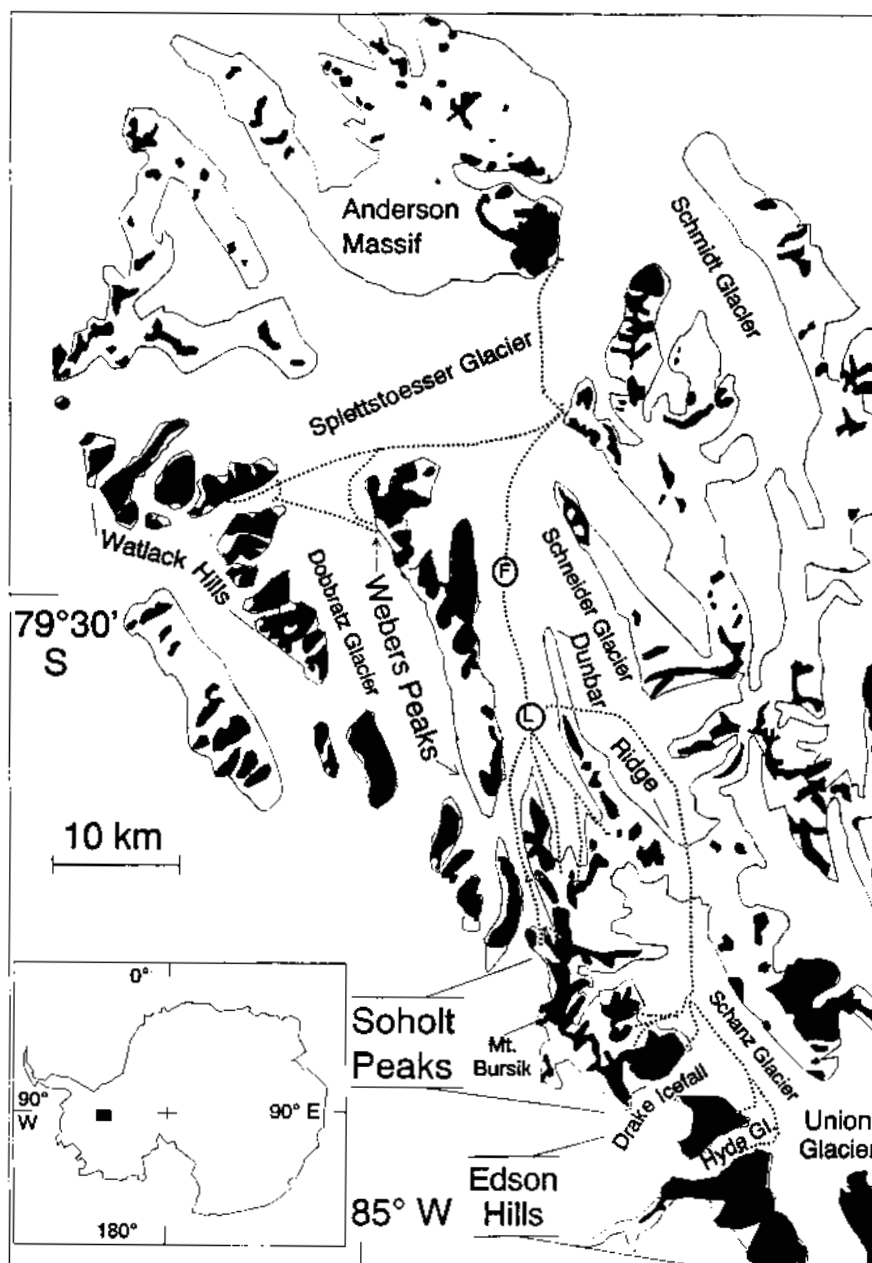 Anderson
Massif
Schmidt Glacier
Splettstoesser Glacier
Watlack Hills
Dobbratz Glacier
Webers Peaks
F
Schneider Glacier
79°30'
S
Dunbar
Ridge
L
10 km
0°
90°
W
90° E
180°
Soholt
Peaks
Mt.
Bursik
Schanz Glacier
Drake Icefall
Hyde Gl.
Union
Glacier
Edson
Hills
85° W